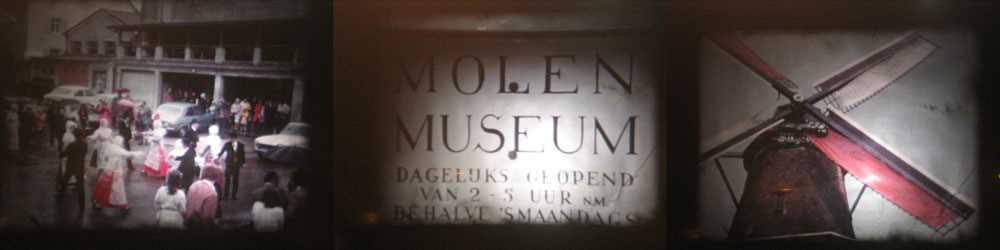 MOLEN
MUSEUM
DAGELIJKS GEOPEND
VAN 2-5 UUR NM
BEHALVE 'SMAANDAGS